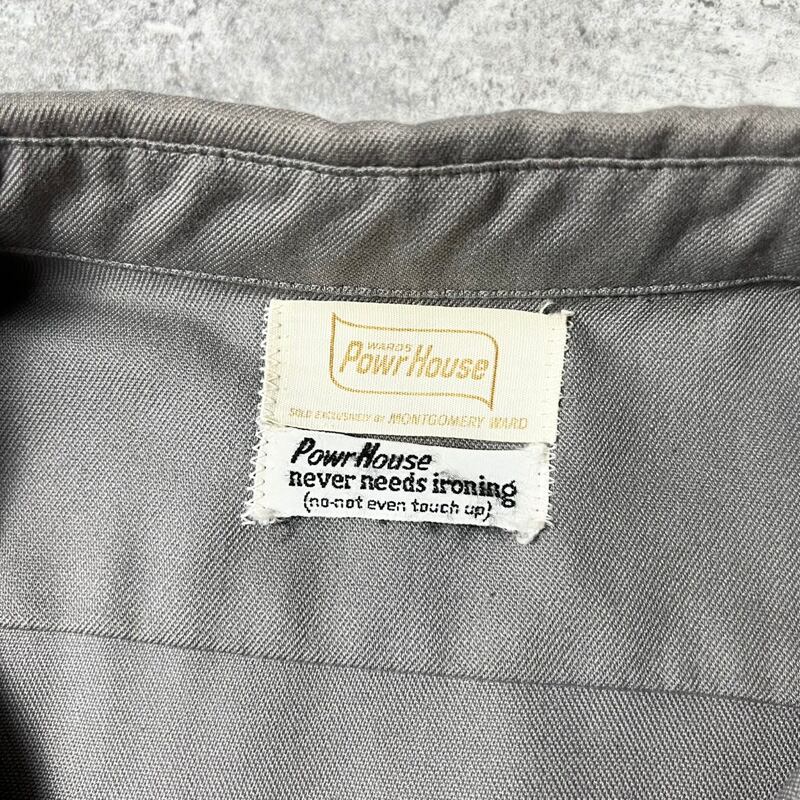 WARDS
PowrHouse
SOLD EXCLUSIVELY BY MONTGOMERY WARD
PowrHouse
never needs ironing
(no-not even touch up)